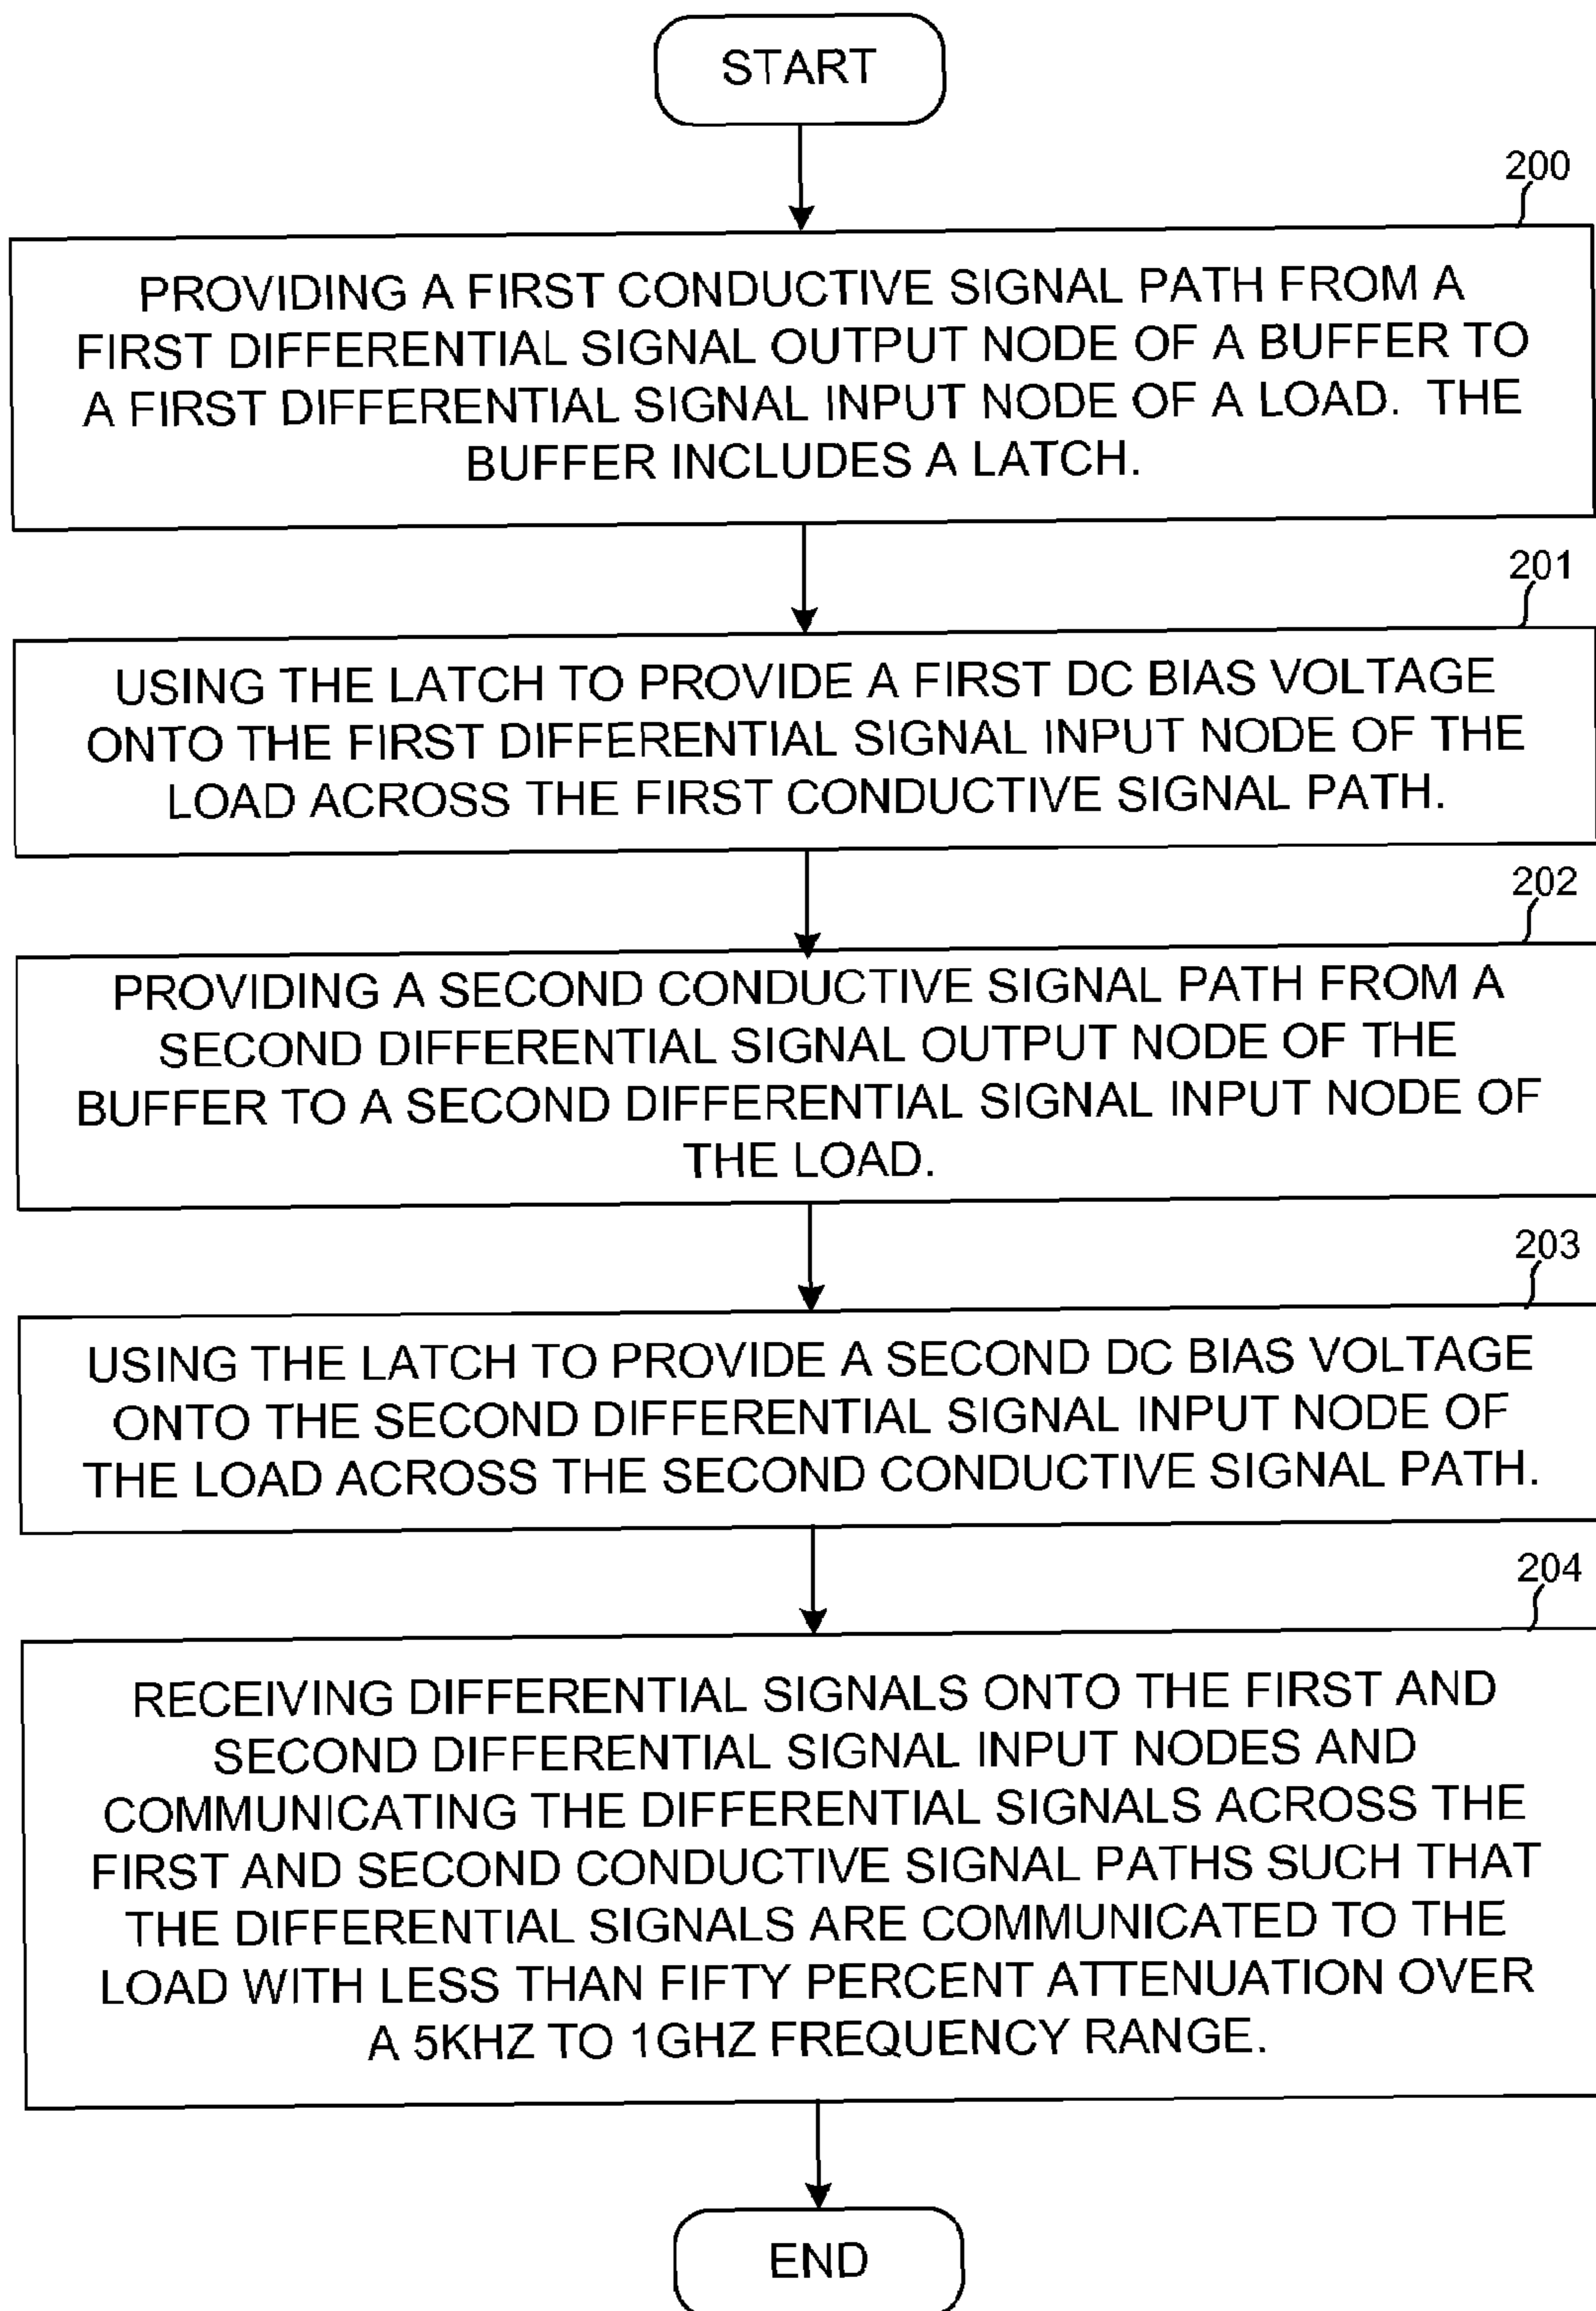 START
200
PROVIDING A FIRST CONDUCTIVE SIGNAL PATH FROM A
FIRST DIFFERENTIAL SIGNAL OUTPUT NODE OF A BUFFER TO
A FIRST DIFFERENTIAL SIGNAL INPUT NODE OF A LOAD. THE
BUFFER INCLUDES A LATCH.
201
USING THE LATCH TO PROVIDE A FIRST DC BIAS VOLTAGE
ONTO THE FIRST DIFFERENTIAL SIGNAL INPUT NODE OF THE
LOAD ACROSS THE FIRST CONDUCTIVE SIGNAL PATH.
202
PROVIDING A SECOND CONDUCTIVE SIGNAL PATH FROM A
SECOND DIFFERENTIAL SIGNAL OUTPUT NODE OF THE
BUFFER TO A SECOND DIFFERENTIAL SIGNAL INPUT NODE OF
THE LOAD.
203
USING THE LATCH TO PROVIDE A SECOND DC BIAS VOLTAGE
ONTO THE SECOND DIFFERENTIAL SIGNAL INPUT NODE OF
THE LOAD ACROSS THE SECOND CONDUCTIVE SIGNAL PATH.
204
RECEIVING DIFFERENTIAL SIGNALS ONTO THE FIRST AND
SECOND DIFFERENTIAL SIGNAL INPUT NODES AND
COMMUNICATING THE DIFFERENTIAL SIGNALS ACROSS THE
FIRST AND SECOND CONDUCTIVE SIGNAL PATHS SUCH THAT
THE DIFFERENTIAL SIGNALS ARE COMMUNICATED TO THE
LOAD WITH LESS THAN FIFTY PERCENT ATTENUATION OVER
A 5KHZ TO 1GHZ FREQUENCY RANGE.
END